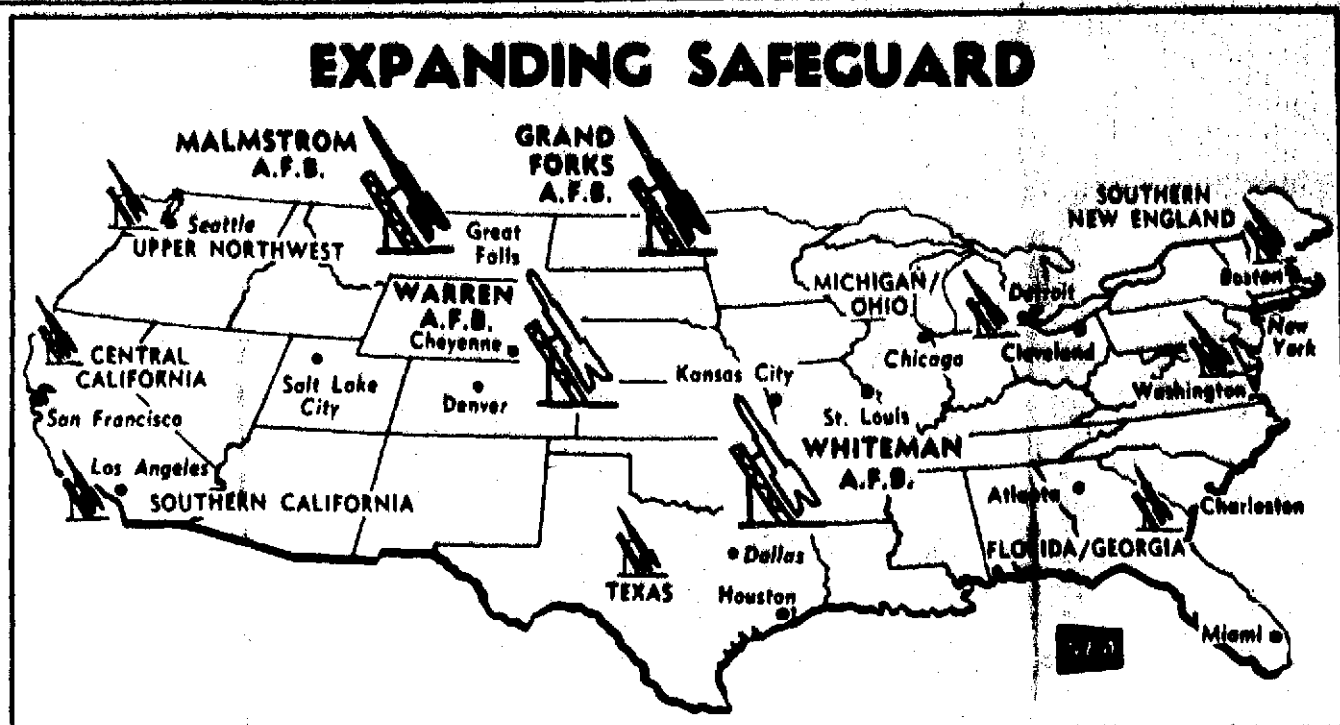 EXPANDING SAFEGUARD
MALMSTROM
A.F.B.
GRAND
FORKS
A.F.B.
SOUTHERN
NEW ENGLAND
Seattle
UPPER NORTHWEST
Great
Falls
Boston
MICHIGAN/
OHIO
Detroit
WARREN
A.F.B.
Cheyenne
New
York
CENTRAL
CALIFORNIA
Chicago
Cleveland
Salt Lake
City
Denver
Kansas City
Washington
San Francisco
St. Louis
WHITEMAN
A.F.B.
Los Angeles
SOUTHERN CALIFORNIA
Atlanta
Charleston
FLORIDA/GEORGIA
Dallas
TEXAS
Houston
Miami